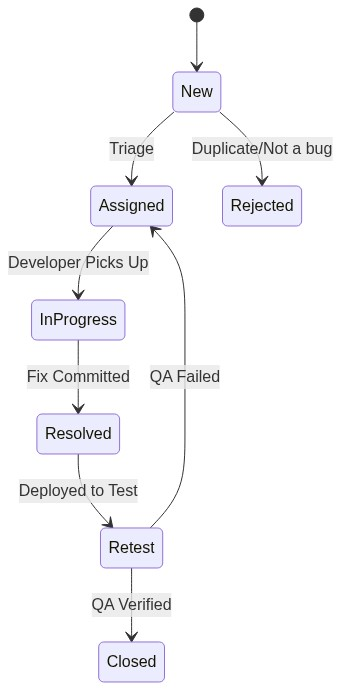 New
Triage
Duplicate/Not a bug
Assigned
Rejected
Developer Picks Up
InProgress
Fix Committed
QA Failed
Resolved
Deployed to Test
Retest
QA Verified
Closed